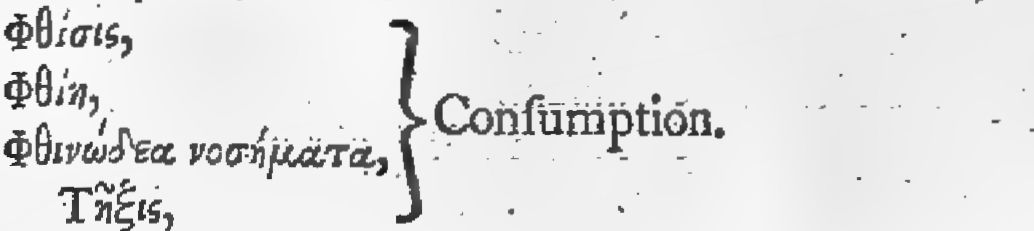 Φθίσις,
Φθίη,
Φθινώδεα νοσήματα,
Τῆξις,
Conſumption.